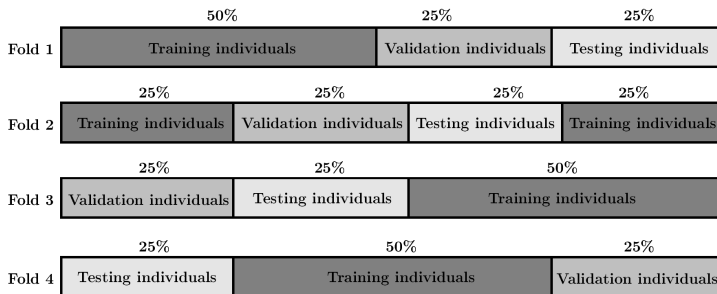 50% 25% 25%
Fold 1 Training individuals Validation individuals Testing individuals
25% 25% 25% 25%
Fold 2 Training individuals Validation individuals Testing individuals Training individuals
25% 25% 50%
Fold 3 Validation individuals Testing individuals Training individuals
25% 50% 25%
Fold 4 Testing individuals Training individuals Validation individuals